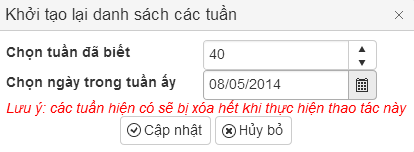 Khởi tạo lại danh sách các tuần
Chọn tuần đã biết 40
Chọn ngày trong tuần ấy 08/05/2014
Lưu ý: các tuần hiện có sẽ bị xóa hết khi thực hiện thao tác này
Cập nhật Hủy bỏ